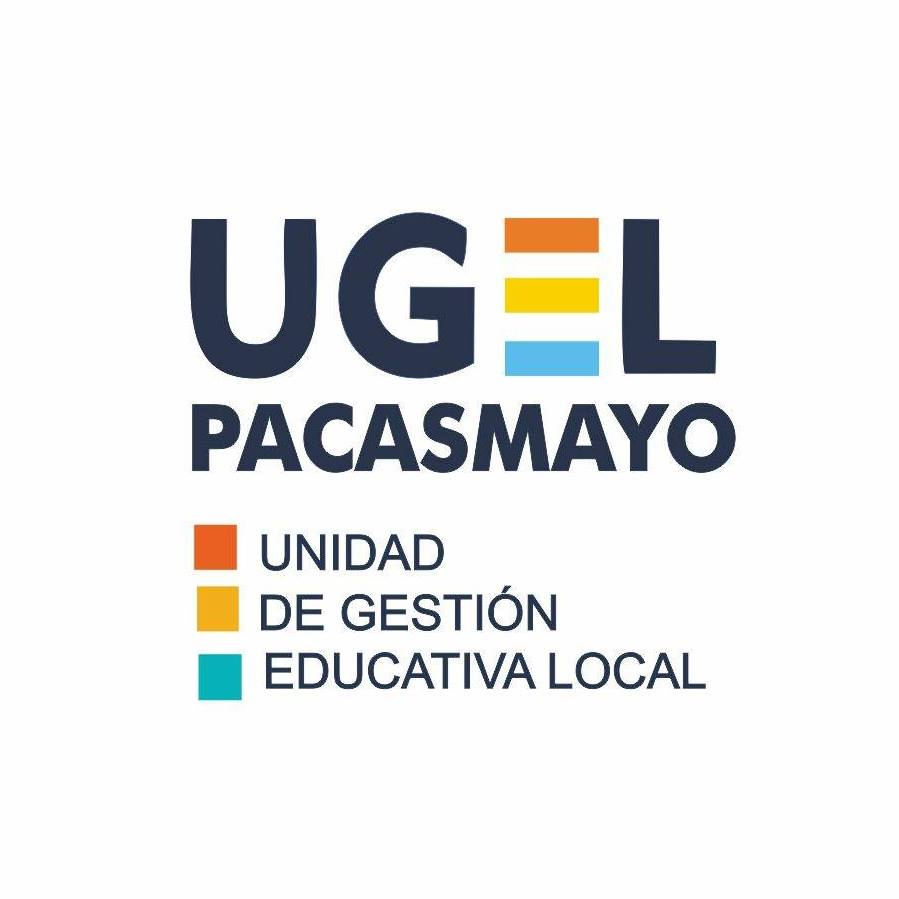 UGEL
PACASMAYO
UNIDAD
DE GESTIÓN
EDUCATIVA LOCAL